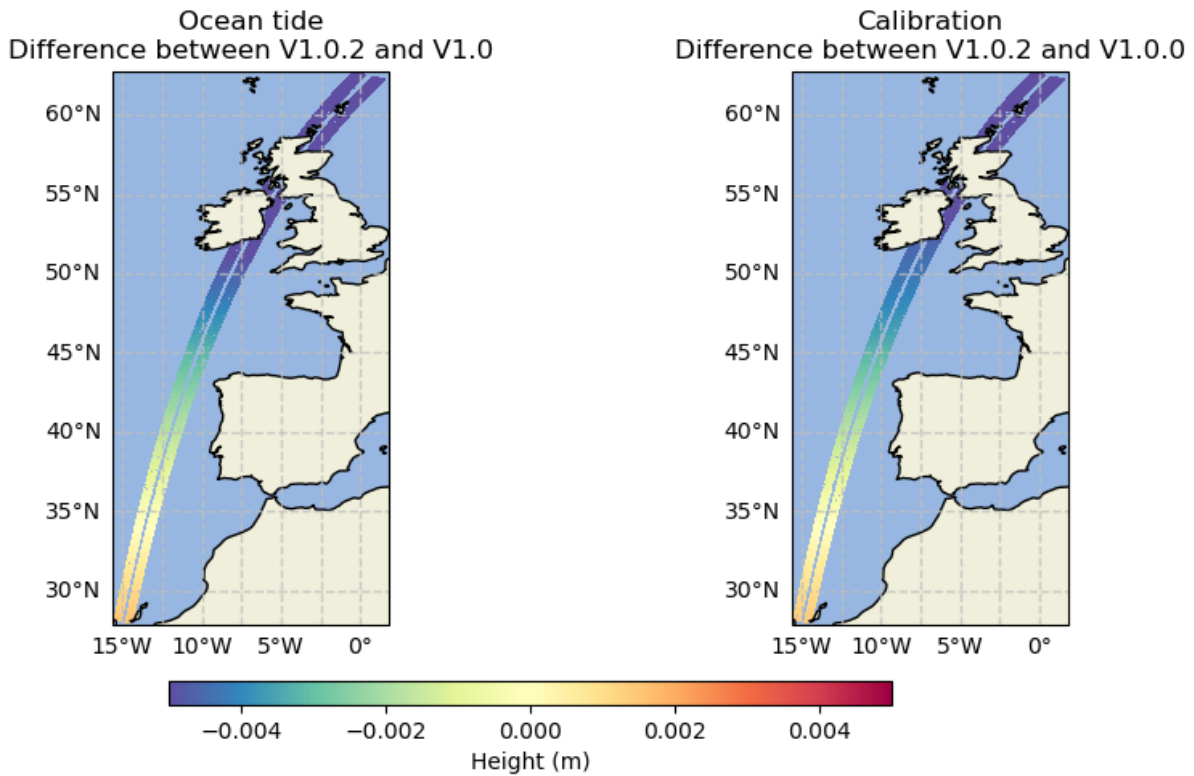 Ocean tide
Difference between V1.0.2 and V1.0
60°N
55°N
50°N
45°N
40°N
35°N
30°N
15°W 10°W 5°W 0°
Calibration
Difference between V1.0.2 and V1.0.0
60°N
55°N
50°N
45°N
40°N
35°N
30°N
15°W 10°W 5°W 0°
−0.004 −0.002 0.000 0.002 0.004
Height (m)